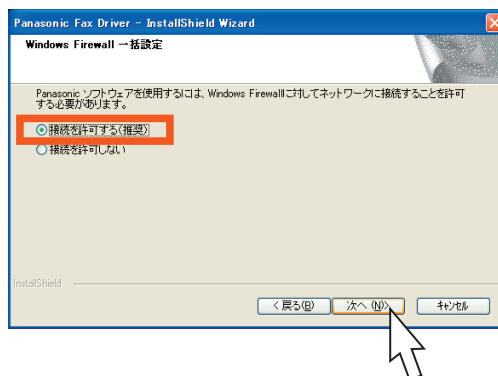 Panasonic Fax Driver - InstallShield Wizard
Windows Firewall 一括設定
Panasonic ソフトウェアを使用するには、Windows Firewallに対してネットワークに接続することを許可
する必要があります。
接続を許可する(推奨)
接続を許可しない
InstallShield
< 戻る(B)
次へ (N)>
キャンセル